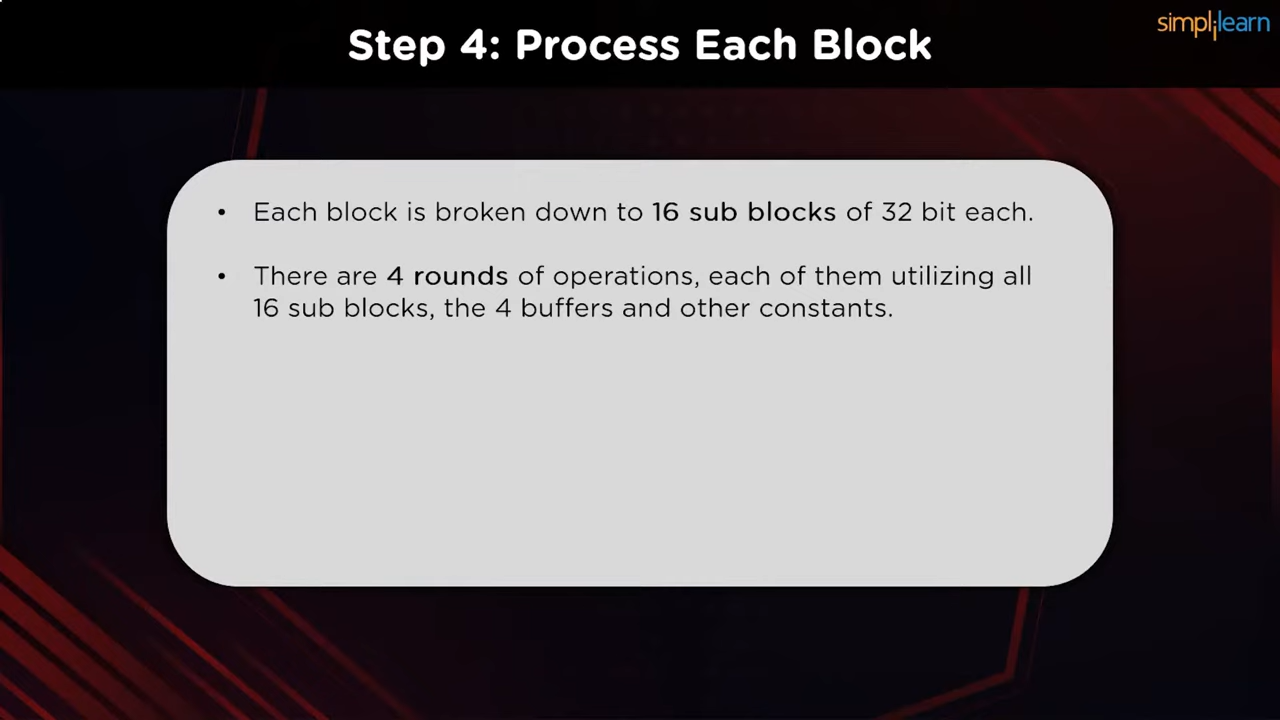 simplilearn
Step 4: Process Each Block
• Each block is broken down to 16 sub blocks of 32 bit each.
• There are 4 rounds of operations, each of them utilizing all
16 sub blocks, the 4 buffers and other constants.